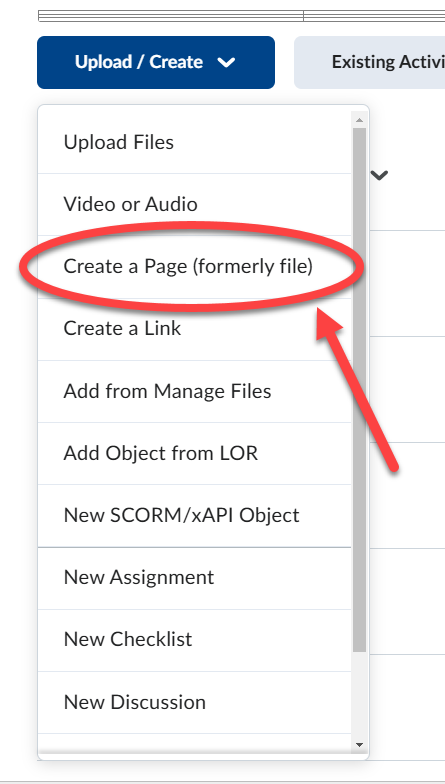 Upload / Create
Existing Activi
Upload Files
Video or Audio
Create a Page (formerly file)
Create a Link
Add from Manage Files
Add Object from LOR
New SCORM/xAPI Object
New Assignment
New Checklist
New Discussion